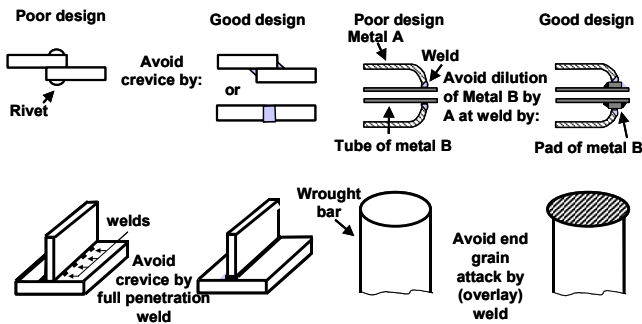 Poor design
Good design
Poor design
Good design
Rivet
Avoid
crevice by:
or
Metal A
Weld
Tube of metal B
Avoid dilution
of Metal B by
A at weld by:
Pad of metal B
welds
Avoid
crevice by
full penetration
weld
Wrought
bar
Avoid end
grain
attack by
(overlay)
weld